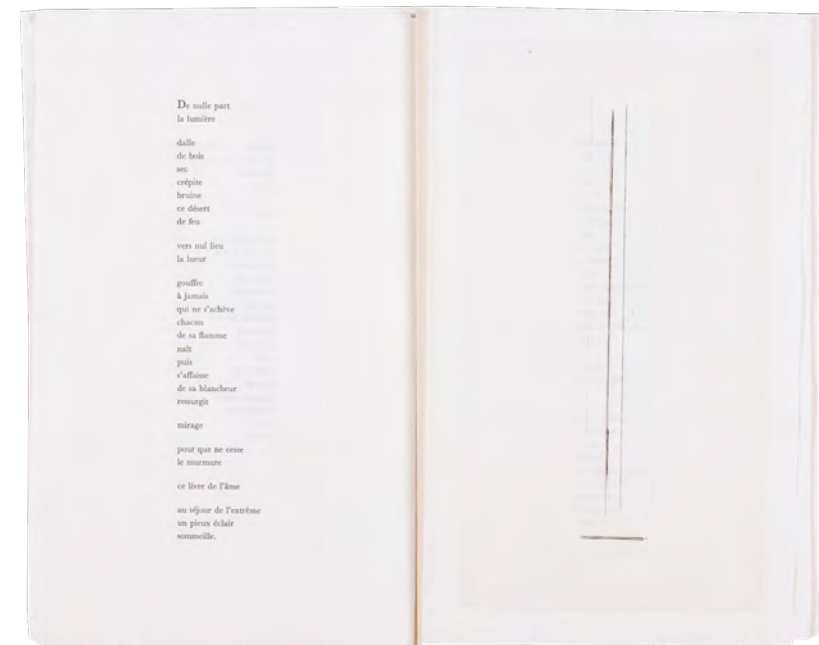 De nulle part
la lumière
dalle
de bois
sec
crépite
bruine
ce désert
de feu
vers nul lieu
la lueur
gouffre
à jamais
qui ne s'achève
chacun
de sa flamme
naît
puis
s'affaisse
de sa blancheur
ressurgit
mirage
pour que ne cesse
le murmure
ce livre de l'âme
au séjour de l'extrême
un pieux éclair
sommeille.